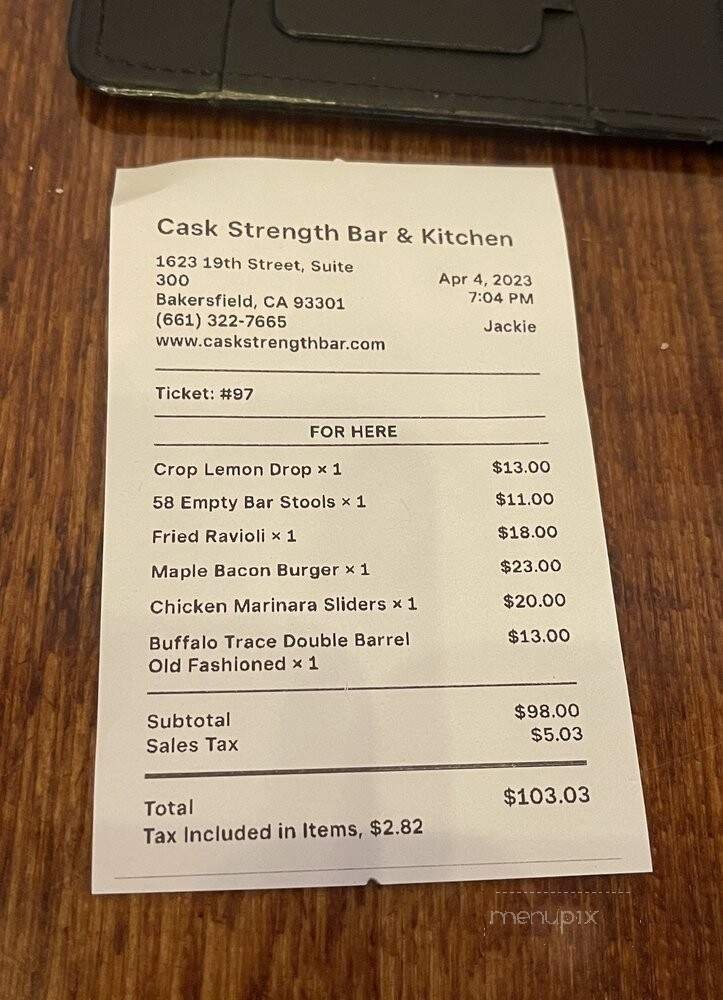 Cask Strength Bar & Kitchen
1623 19th Street, Suite
300
Bakersfield, CA 93301
(661) 322-7665
www.caskstrengthbar.com
Apr 4, 2023
7:04 PM
Jackie
Ticket: #97
FOR HERE
Crop Lemon Drop × 1 $13.00
58 Empty Bar Stools × 1 $11.00
Fried Ravioli × 1 $18.00
Maple Bacon Burger × 1 $23.00
Chicken Marinara Sliders × 1 $20.00
Buffalo Trace Double Barrel $13.00
Old Fashioned × 1
Subtotal $98.00
Sales Tax $5.03
Total $103.03
Tax Included in Items, $2.82
menupix